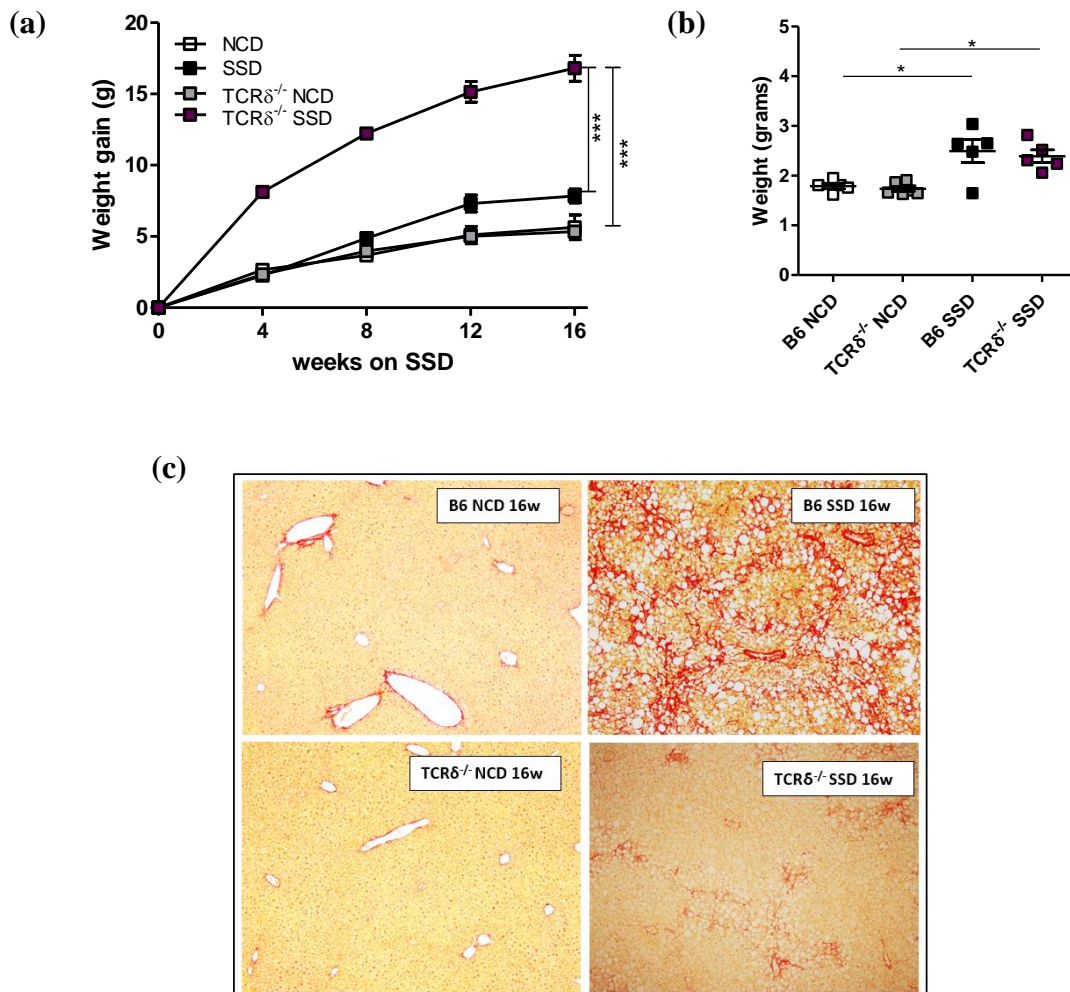 (a)
Weight gain (g)
20
15
10
5
0
NCD
SSD
TCRδ-/- NCD
TCRδ-/- SSD
***
***
0 4 8 12 16
weeks on SSD
(b)
Weight (grams)
5
4
3
2
1
0
*
*
B6 NCD
TCRδ-/- NCD
B6 SSD
TCRδ-/- SSD
(c)
B6 NCD 16w
B6 SSD 16w
TCRδ-/- NCD 16w
TCRδ-/- SSD 16w